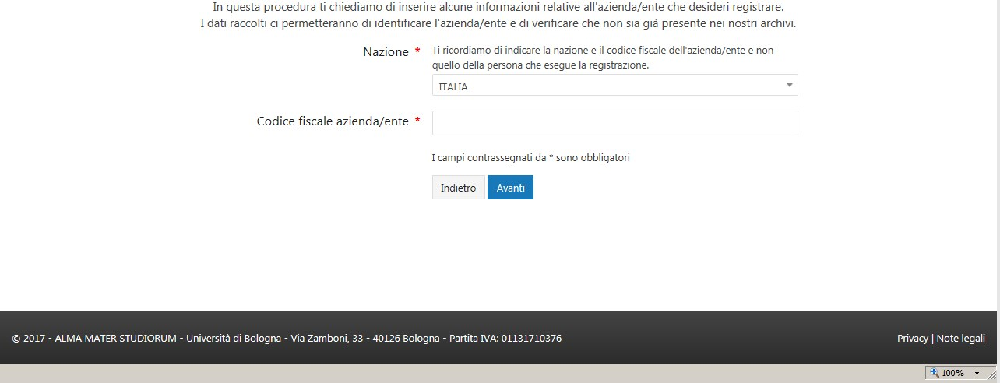 In questa procedura ti chiediamo di inserire alcune informazioni relative all'azienda/ente che desideri registrare.
I dati raccolti ci permetteranno di identificare l'azienda/ente e di verificare che non sia già presente nei nostri archivi.
Nazione *
Ti ricordiamo di indicare la nazione e il codice fiscale dell'azienda/ente e non
quello della persona che esegue la registrazione.
ITALIA
Codice fiscale azienda/ente *
I campi contrassegnati da * sono obbligatori
Indietro Avanti
© 2017 - ALMA MATER STUDIORUM - Università di Bologna - Via Zamboni, 33 - 40126 Bologna - Partita IVA: 01131710376
Privacy | Note legali
100%